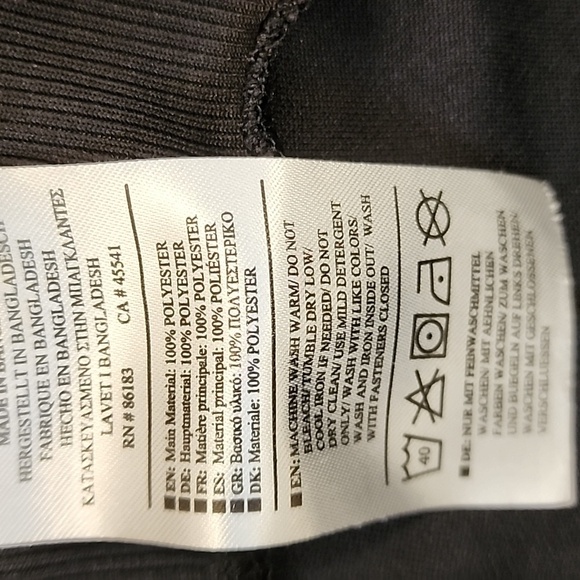 MADE IN
HERGESTELLT IN BANGLADESCH
FABRIQUE EN BANGLADESH
HECHO EN BANGLADESH
ΚΑΤΑΣΚΕΥΑΣΜΕΝΟ ΣΤΗΝ ΜΠΑΓΚΛΑΝΤΕΣ
LAVET I BANGLADESH
RN # 86183 CA # 45541
EN: Main Material: 100% POLYESTER
DE: Hauptmaterial: 100% POLYESTER
FR: Matière principale: 100% POLYESTER
ES: Material principal: 100% POLIÉSTER
GR: Βασικό υλικό: 100% ΠΟΛΥΕΣΤΕΡΙΚΟ
DK: Materiale: 100% POLYESTER
EN: MACHINE WASH WARM/ DO NOT
BLEACH/ TUMBLE DRY LOW/
COOL IRON IF NEEDED/ DO NOT
DRY CLEAN/ USE MILD DETERGENT
ONLY/ WASH WITH LIKE COLORS/
WASH AND IRON INSIDE OUT/ WASH
WITH FASTENERS CLOSED
40
DE: NUR MIT FEINWASCHMITTEL
WASCHEN/ MIT AEHNLICHEN
FARBEN WASCHEN/ ZUM WASCHEN
UND BUEGELN AUF LINKS DREHEN/
WASCHEN MIT GESCHLOSSENEN
VERSCHLUESSEN